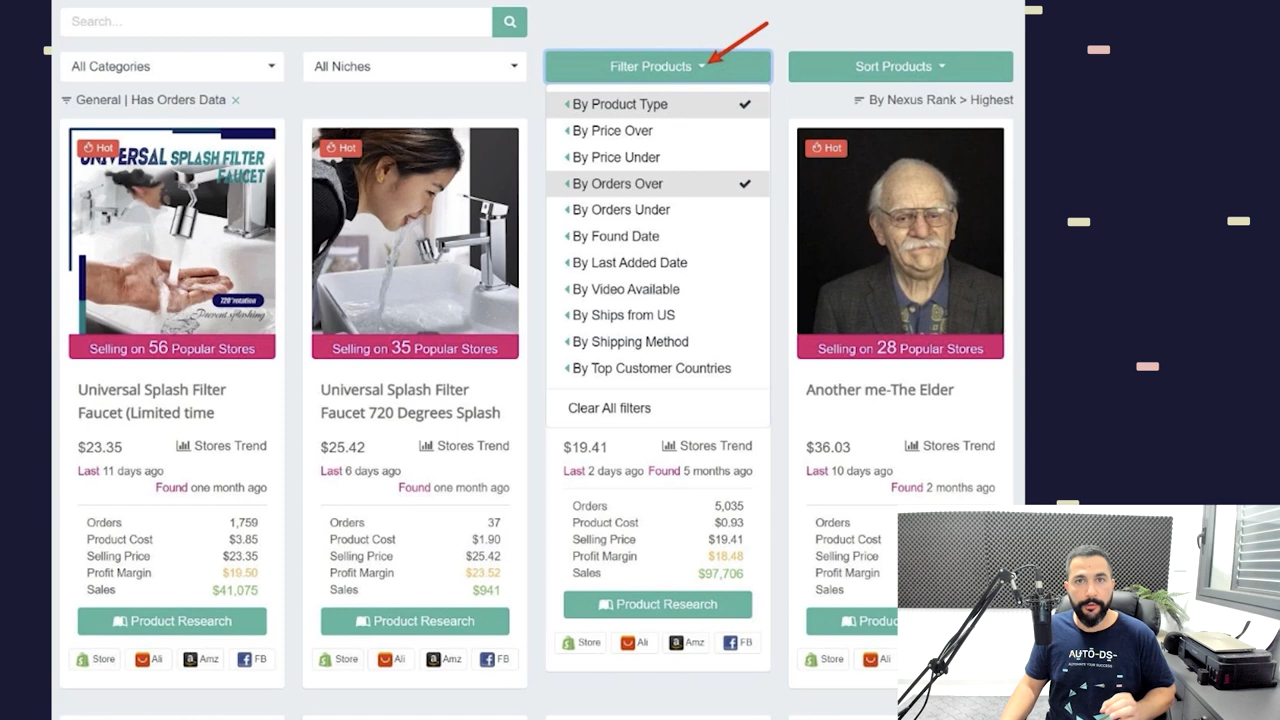 Search...
All Categories
All Niches
Filter Products
Sort Products
General | Has Orders Data ×
By Nexus Rank > Highest
Hot
UNIVERSAL SPLASH FILTER
FAUCET
720°rotation
Prevent splashing
Selling on 56 Popular Stores
Universal Splash Filter
Faucet (Limited time
$23.35 Stores Trend
Last 11 days ago
Found one month ago
Orders 1,759
Product Cost $3.85
Selling Price $23.35
Profit Margin $19.50
Sales $41,075
Product Research
Store Ali Amz FB
Hot
Selling on 35 Popular Stores
Universal Splash Filter
Faucet 720 Degrees Splash
$25.42 Stores Trend
Last 6 days ago
Found one month ago
Orders 37
Product Cost $1.90
Selling Price $25.42
Profit Margin $23.52
Sales $941
Product Research
Store Ali Amz FB
By Product Type
By Price Over
By Price Under
By Orders Over
By Orders Under
By Found Date
By Last Added Date
By Video Available
By Ships from US
By Shipping Method
By Top Customer Countries
Clear All filters
$19.41 Stores Trend
Last 2 days ago Found 5 months ago
Orders 5,035
Product Cost $0.93
Selling Price $19.41
Profit Margin $18.48
Sales $97,706
Product Research
Store Ali Amz FB
Hot
Selling on 28 Popular Stores
Another me-The Elder
$36.03 Stores Trend
Last 10 days ago
Found 2 months ago
Orders
Product Cost
Selling Price
Profit Margin
Sales
Store Ali
AUTO-DS-
AUTOMATE YOUR SUCCESS